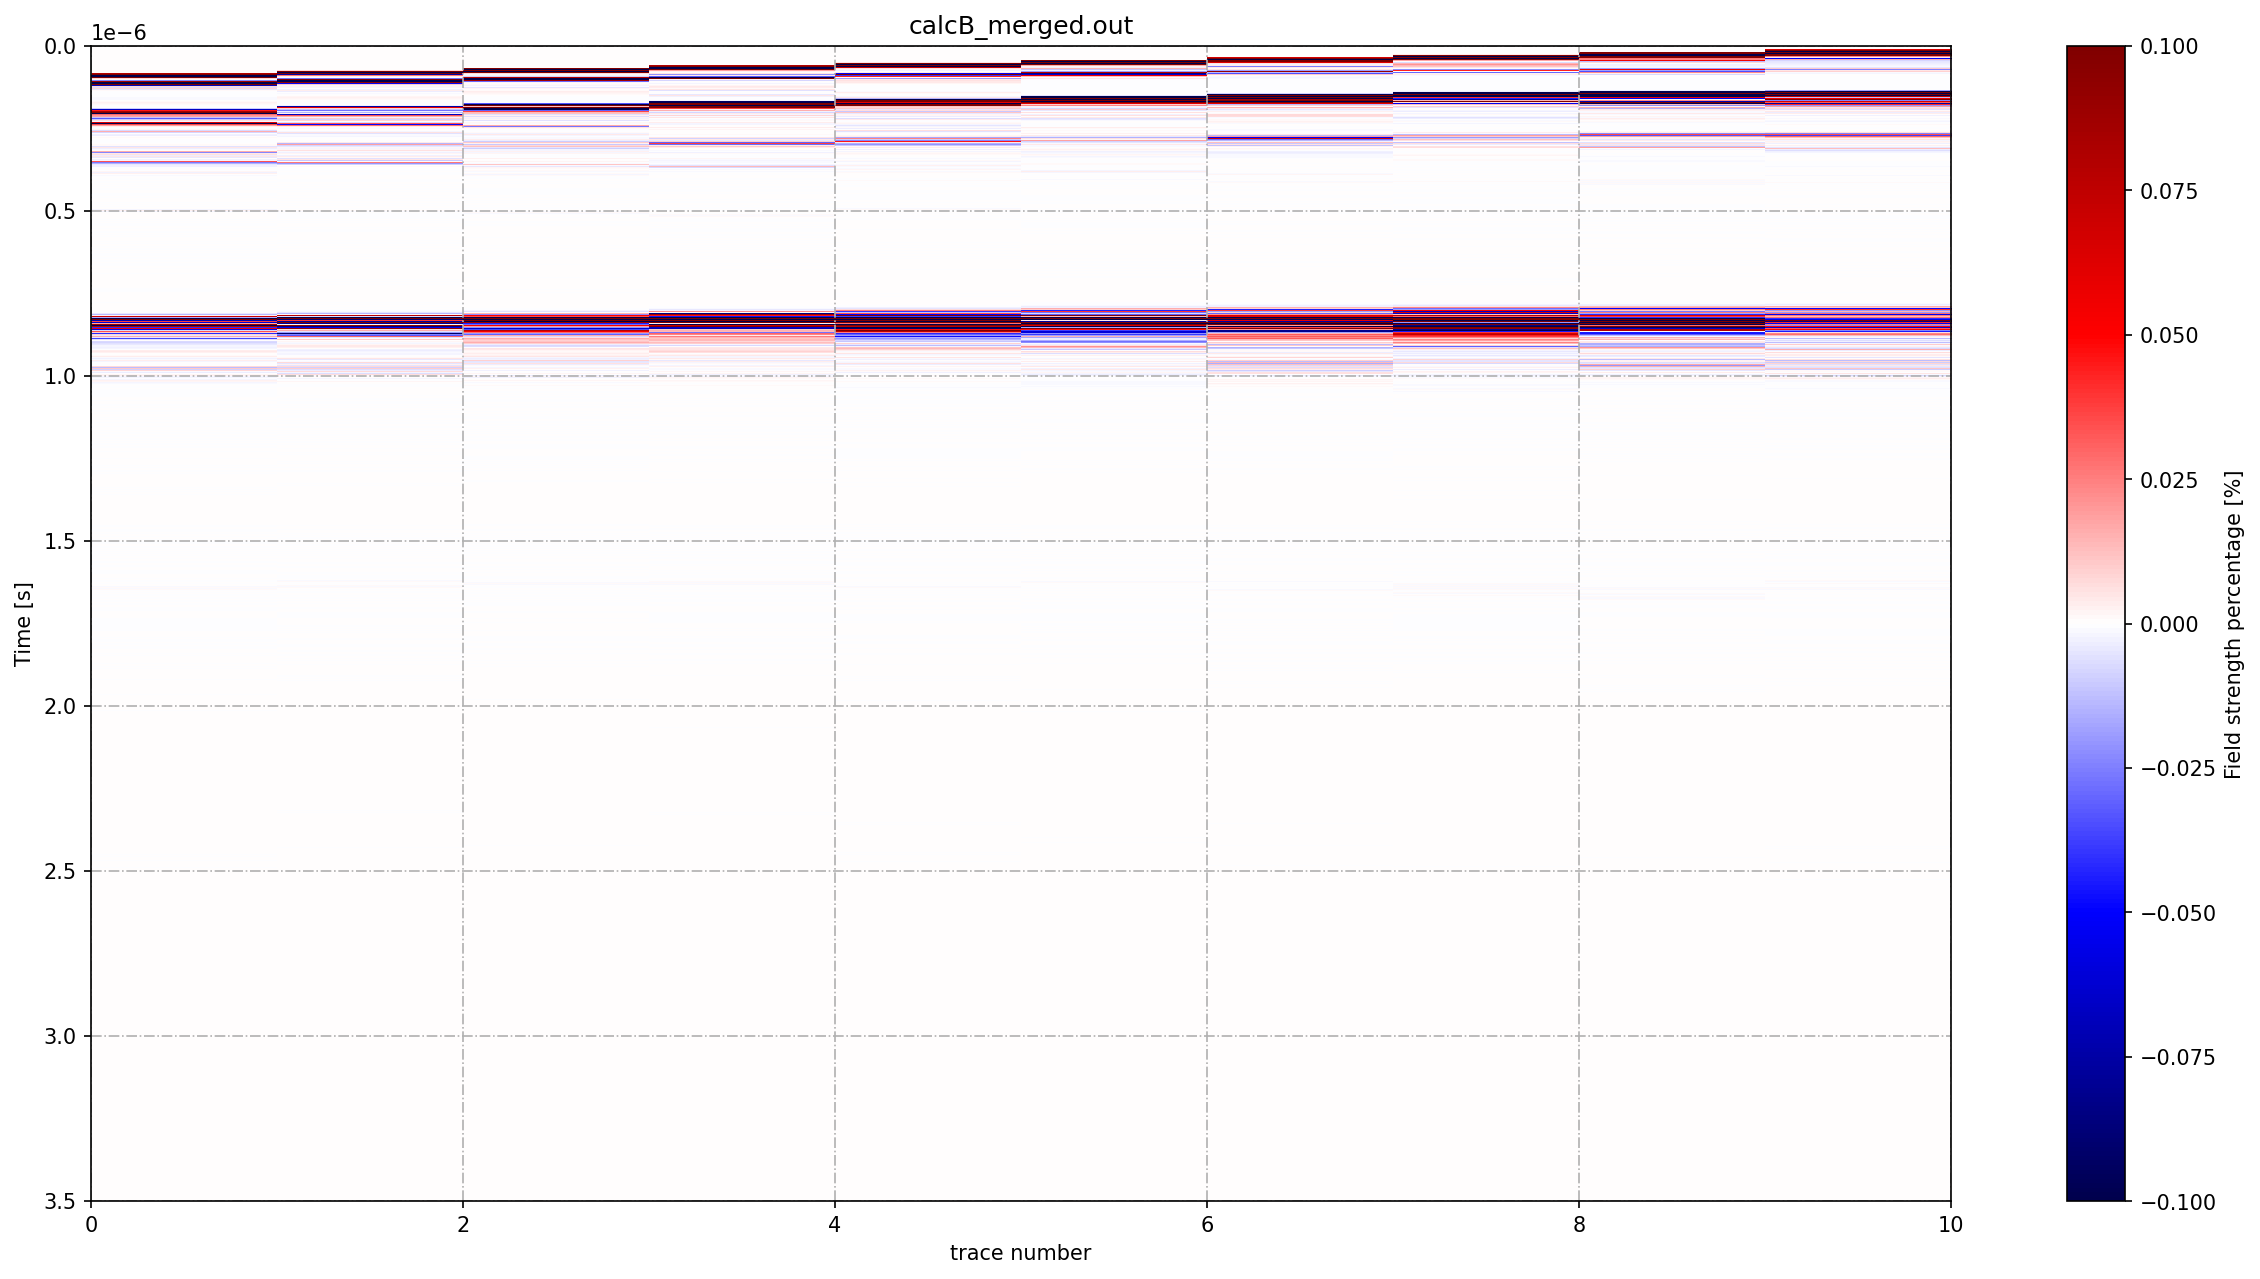 calcB_merged.out
1e−6
0.0
0.5
1.0
1.5
2.0
2.5
3.0
3.5
Time [s]
0 2 4 6 8 10
trace number
0.100
0.075
0.050
0.025
0.000
−0.025
−0.050
−0.075
−0.100
Field strength percentage [%]